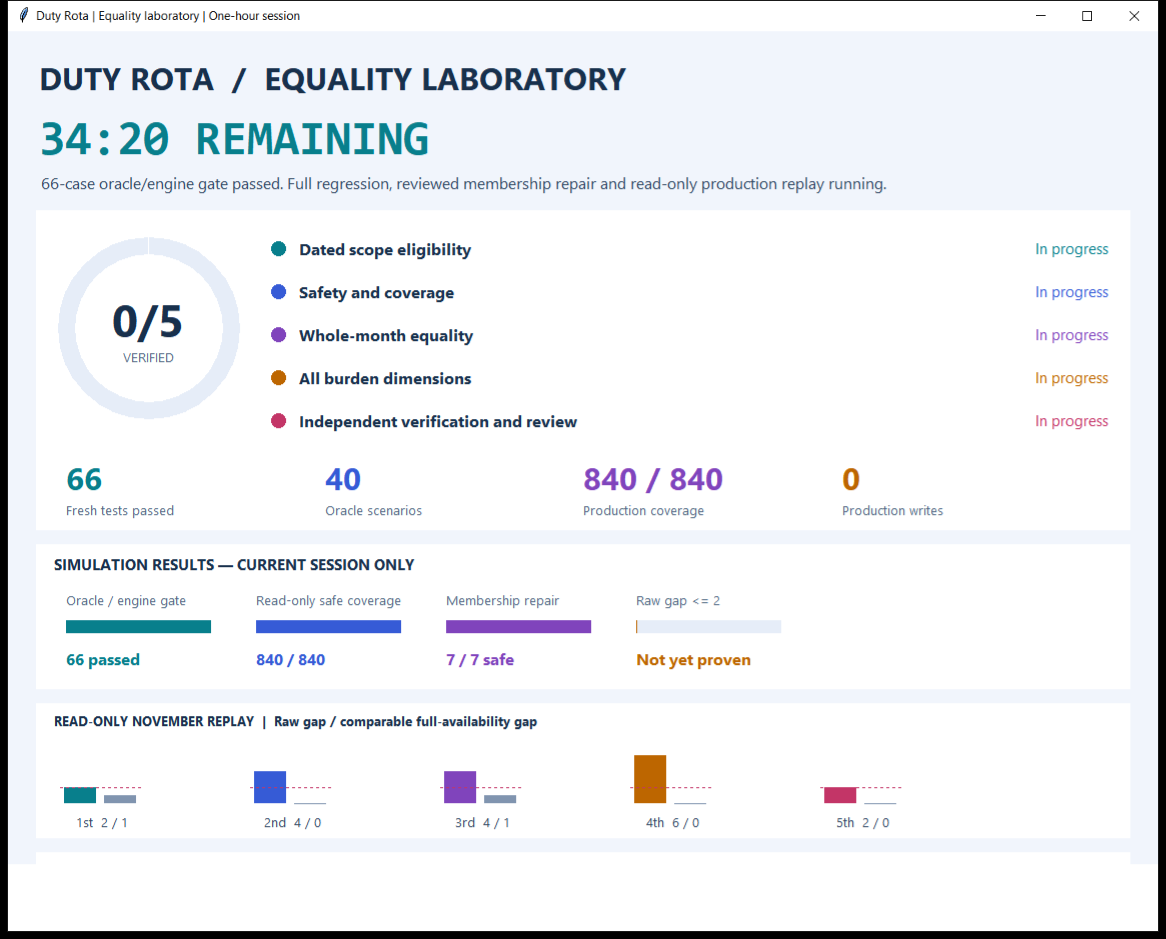 Duty Rota | Equality laboratory | One-hour session
DUTY ROTA / EQUALITY LABORATORY
34:20 REMAINING
66-case oracle/engine gate passed. Full regression, reviewed membership repair and read-only production replay running.
0/5
VERIFIED
Dated scope eligibility In progress
Safety and coverage In progress
Whole-month equality In progress
All burden dimensions In progress
Independent verification and review In progress
66 40 840 / 840 0
Fresh tests passed Oracle scenarios Production coverage Production writes
SIMULATION RESULTS — CURRENT SESSION ONLY
Oracle / engine gate Read-only safe coverage Membership repair Raw gap <= 2
66 passed 840 / 840 7 / 7 safe Not yet proven
READ-ONLY NOVEMBER REPLAY | Raw gap / comparable full-availability gap
1st 2 / 1 2nd 4 / 0 3rd 4 / 1 4th 6 / 0 5th 2 / 0